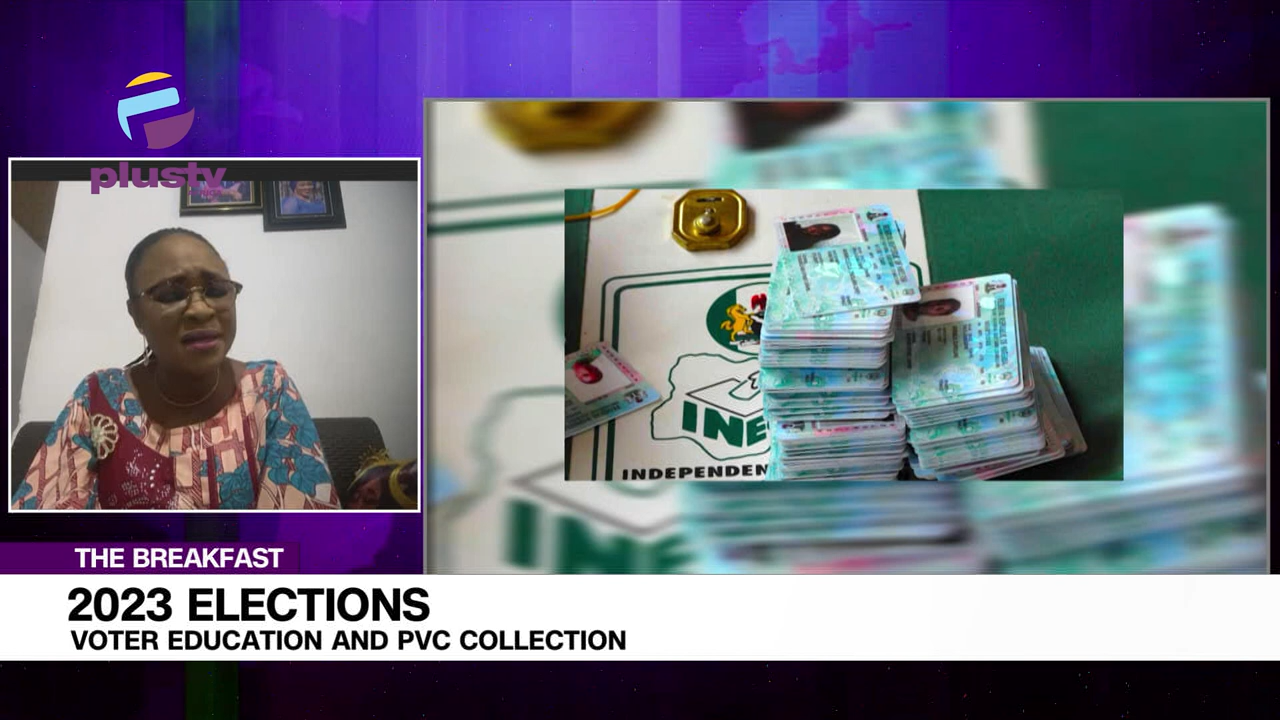 plustv
INE
INDEPENDEN
THE BREAKFAST
2023 ELECTIONS
VOTER EDUCATION AND PVC COLLECTION